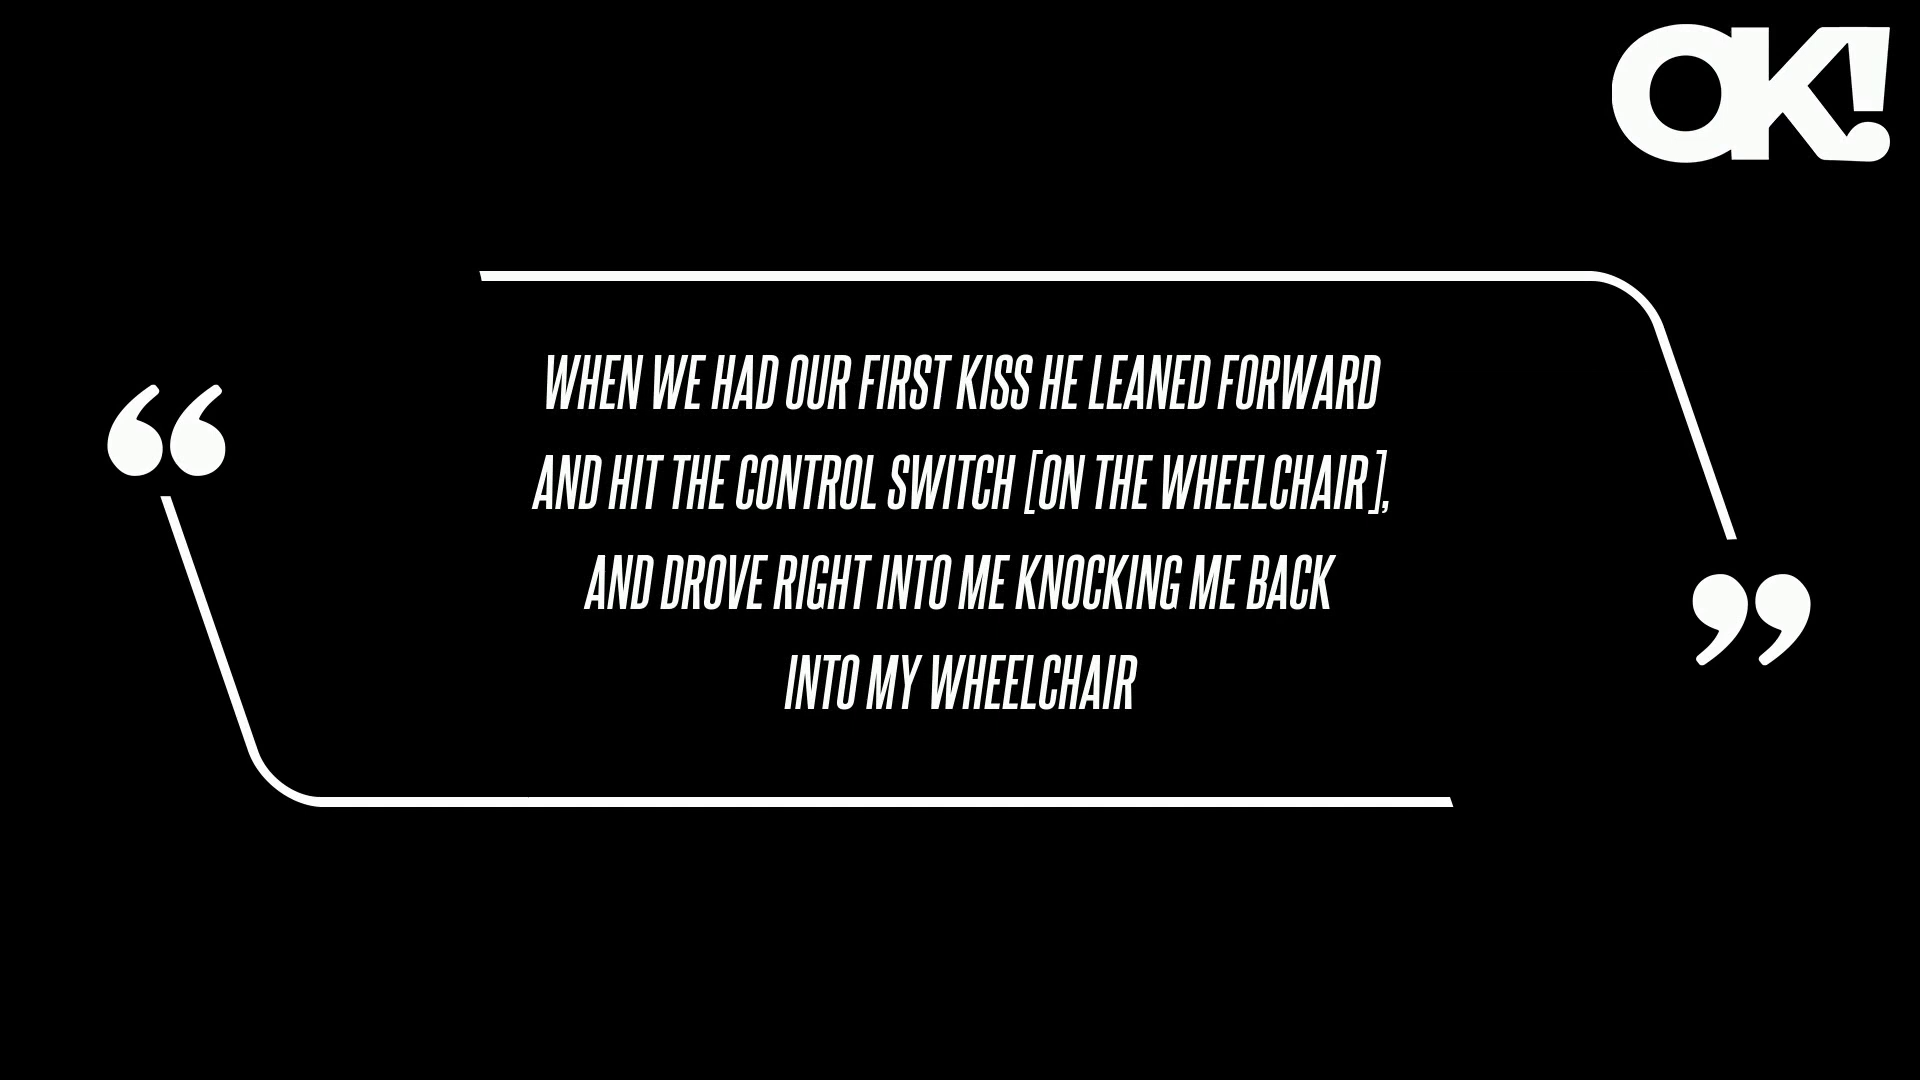 OK!
“
WHEN WE HAD OUR FIRST KISS HE LEANED FORWARD
AND HIT THE CONTROL SWITCH [ON THE WHEELCHAIR],
AND DROVE RIGHT INTO ME KNOCKING ME BACK
INTO MY WHEELCHAIR
”